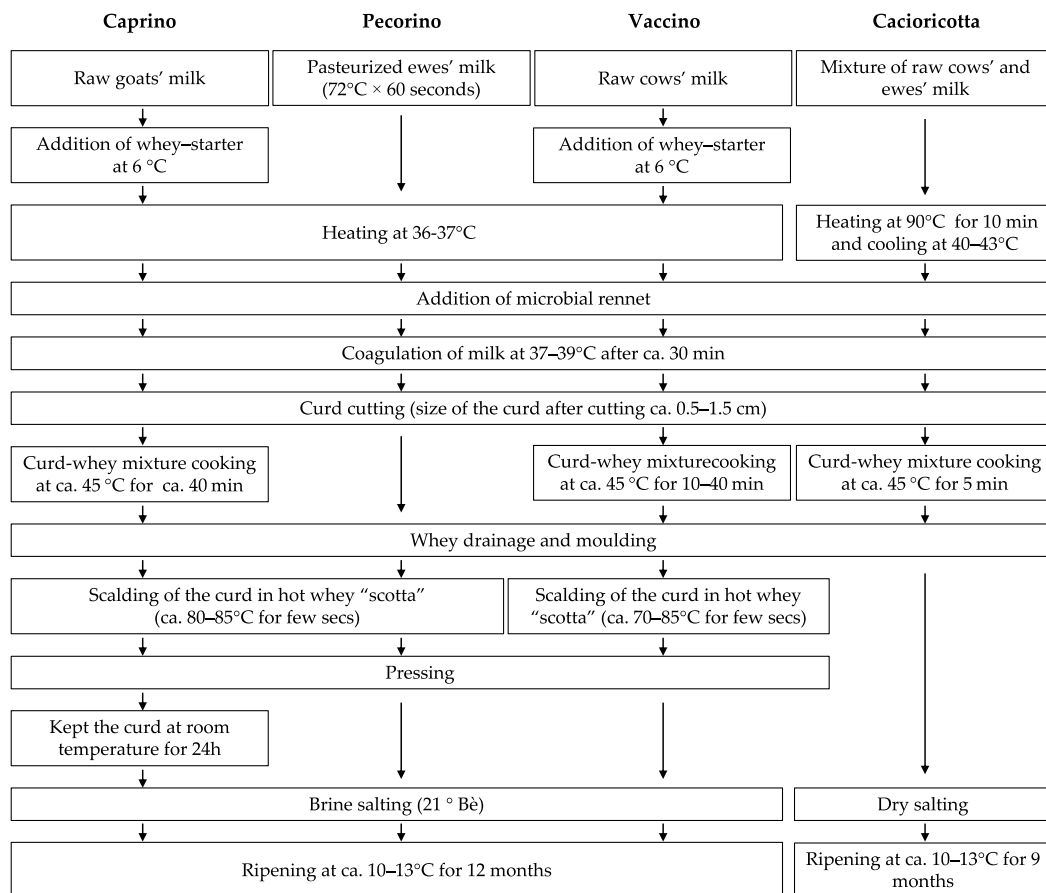 Caprino
Pecorino
Vaccino
Cacioricotta
Raw goats’ milk
Pasteurized ewes’ milk
(72°C × 60 seconds)
Raw cows’ milk
Mixture of raw cows’ and
ewes’ milk
Addition of whey–starter
at 6 °C
Addition of whey–starter
at 6 °C
Heating at 36-37°C
Heating at 90°C for 10 min
and cooling at 40–43°C
Addition of microbial rennet
Coagulation of milk at 37–39°C after ca. 30 min
Curd cutting (size of the curd after cutting ca. 0.5–1.5 cm)
Curd-whey mixture cooking
at ca. 45 °C for ca. 40 min
Curd-whey mixturecooking
at ca. 45 °C for 10–40 min
Curd-whey mixture cooking
at ca. 45 °C for 5 min
Whey drainage and moulding
Scalding of the curd in hot whey “scotta”
(ca. 80–85°C for few secs)
Scalding of the curd in hot whey
“scotta” (ca. 70–85°C for few secs)
Pressing
Kept the curd at room
temperature for 24h
Brine salting (21 ° Bè)
Dry salting
Ripening at ca. 10–13°C for 12 months
Ripening at ca. 10–13°C for 9
months